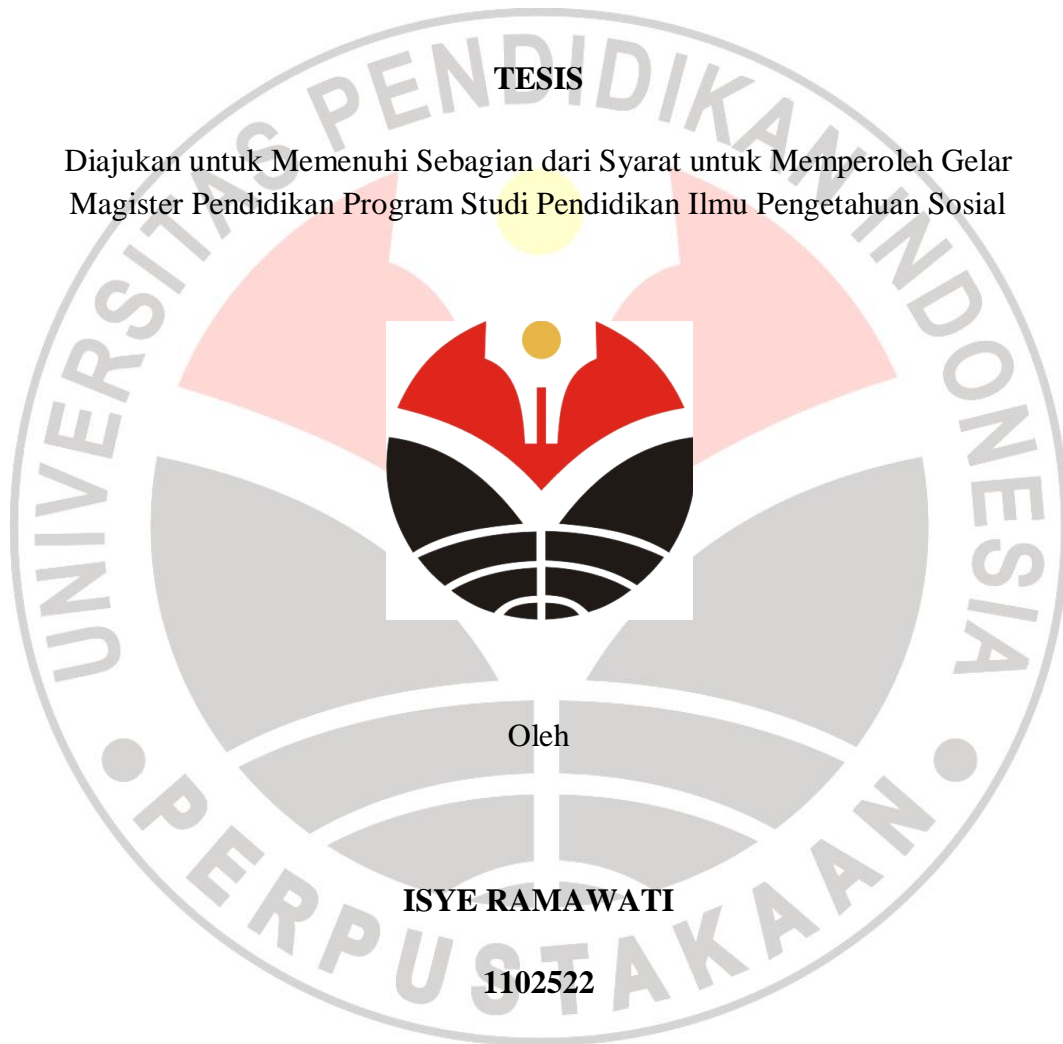 TESIS
Diajukan untuk Memenuhi Sebagian dari Syarat untuk Memperoleh Gelar
Magister Pendidikan Program Studi Pendidikan Ilmu Pengetahuan Sosial
Oleh
ISYE RAMAWATI
1102522
UNIVERSITAS PENDIDIKAN INDONESIA
PERPUSTAKAAN